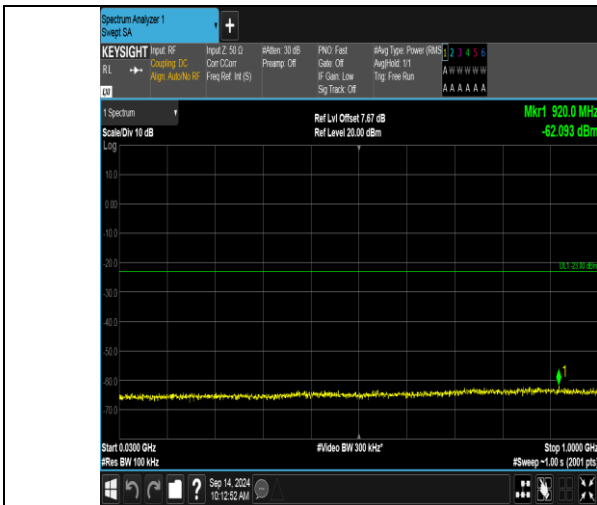 Spectrum Analyzer 1
Swept SA
+
KEYSIGHT
RL
Input: RF
Coupling: DC
Align: Auto/No RF
Input Z: 50 Ω
Corr CCorr
Freq Ref: Int (S)
#Atten: 30 dB
Preamp: Off
PNO: Fast
Gate: Off
IF Gain: Low
Sig Track: Off
#Avg Type: Power (RMS
Avg|Hold: 1/1
Trig: Free Run
1 2 3 4 5 6
A W W W W W
A A A A A A
LXI
1 Spectrum
Scale/Div 10 dB
Log
Ref Lvl Offset 7.67 dB
Ref Level 20.00 dBm
Mkr1 920.0 MHz
-62.093 dBm
10.0
0.00
-10.0
-20.0
DL1 -23.00 dBm
-30.0
-40.0
-50.0
-60.0
1
-70.0
Start 0.0300 GHz
#Res BW 100 kHz
#Video BW 300 kHz*
Stop 1.0000 GHz
#Sweep ~1.00 s (2001 pts)
?
Sep 14, 2024
10:12:52 AM